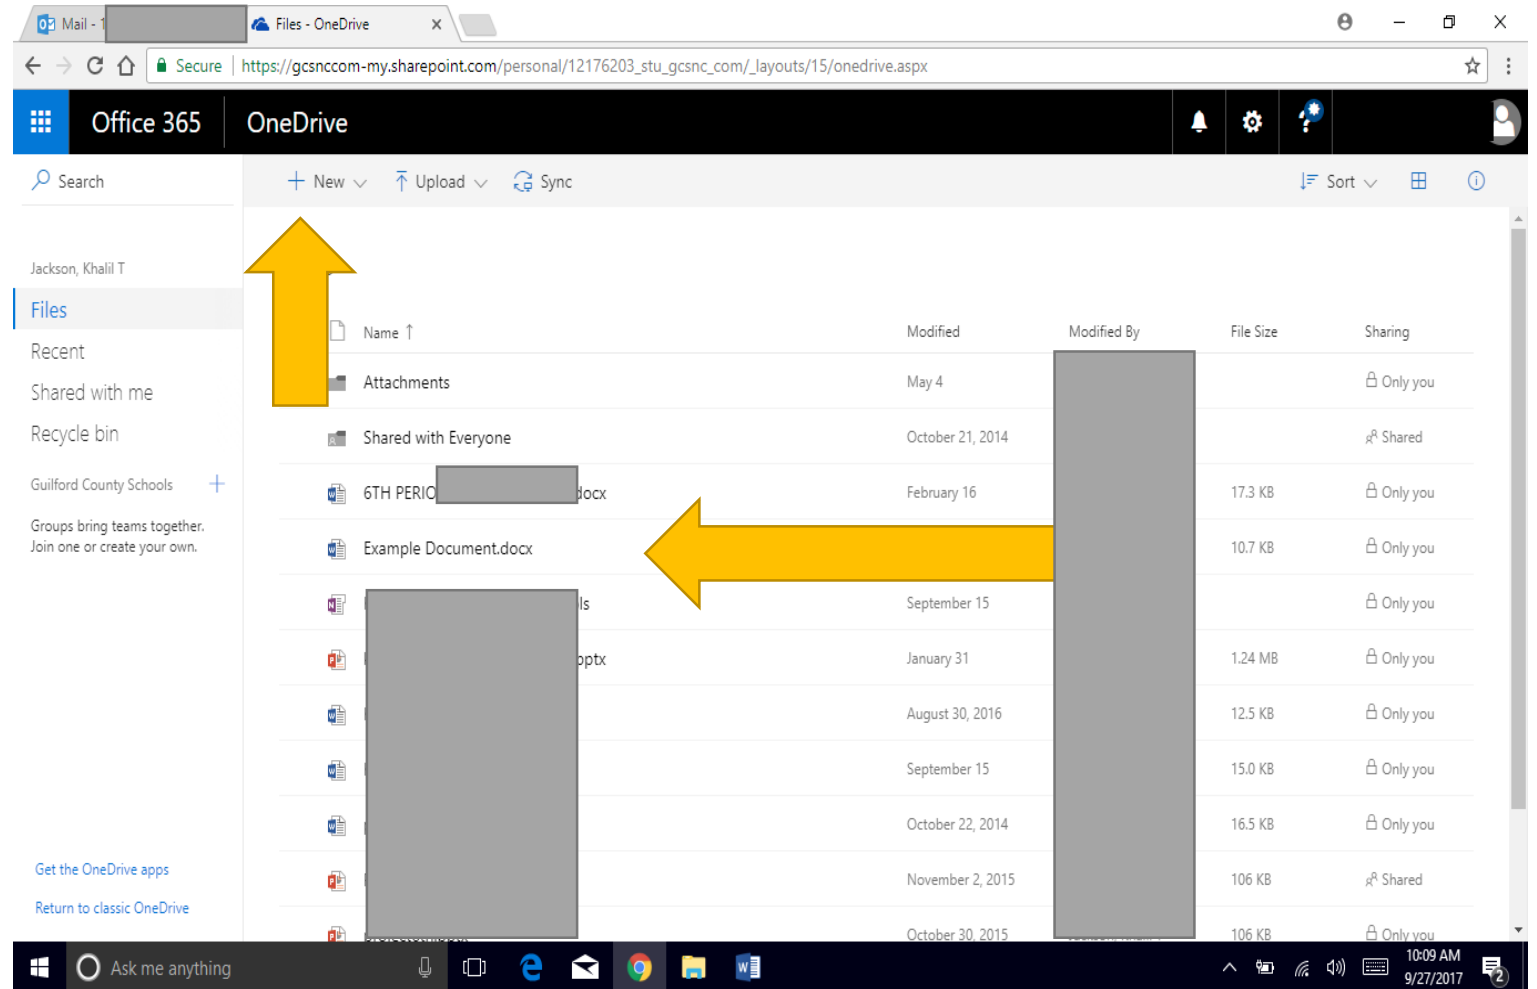 Mail - 1
Files - OneDrive
Secure
https://gcsnccom-my.sharepoint.com/personal/12176203_stu_gcsnc_com/_layouts/15/onedrive.aspx
Office 365
OneDrive
Search
New
Upload
Sync
Sort
Jackson, Khalil T
Files
Recent
Shared with me
Recycle bin
Guilford County Schools
Groups bring teams together.
Join one or create your own.
Get the OneDrive apps
Return to classic OneDrive
Name ↑ Modified Modified By File Size Sharing
Attachments May 4 Only you
Shared with Everyone October 21, 2014 Shared
6TH PERIO docx February 16 17.3 KB Only you
Example Document.docx 10.7 KB Only you
ls September 15 Only you
pptx January 31 1.24 MB Only you
August 30, 2016 12.5 KB Only you
September 15 15.0 KB Only you
October 22, 2014 16.5 KB Only you
November 2, 2015 106 KB Shared
October 30, 2015 106 KB Only you
Ask me anything
10:09 AM
9/27/2017
2